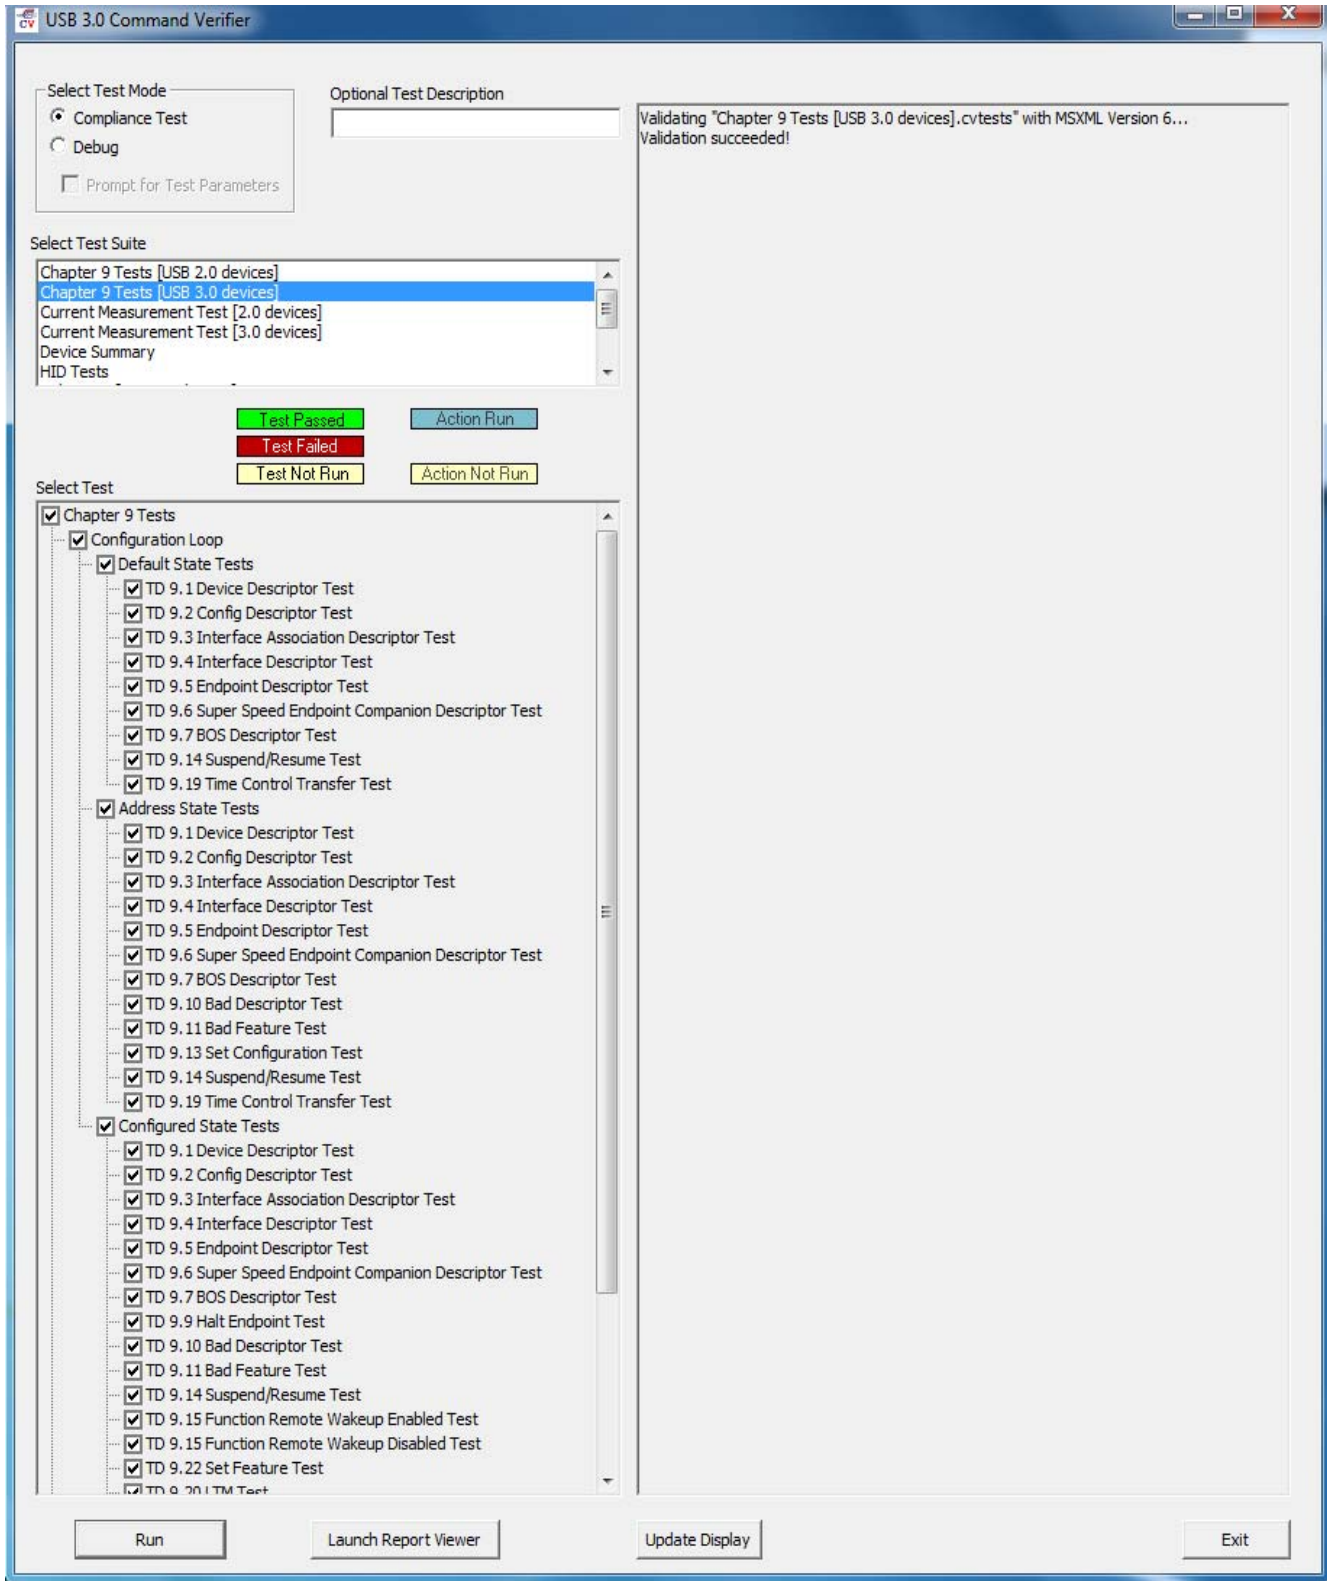 CV USB 3.0 Command Verifier
Select Test Mode
Compliance Test
Debug
Prompt for Test Parameters
Optional Test Description
Validating "Chapter 9 Tests [USB 3.0 devices].cvtests" with MSXML Version 6...
Validation succeeded!
Select Test Suite
Chapter 9 Tests [USB 2.0 devices]
Chapter 9 Tests [USB 3.0 devices]
Current Measurement Test [2.0 devices]
Current Measurement Test [3.0 devices]
Device Summary
HID Tests
Test Passed
Action Run
Test Failed
Test Not Run
Action Not Run
Select Test
Chapter 9 Tests
Configuration Loop
Default State Tests
TD 9.1 Device Descriptor Test
TD 9.2 Config Descriptor Test
TD 9.3 Interface Association Descriptor Test
TD 9.4 Interface Descriptor Test
TD 9.5 Endpoint Descriptor Test
TD 9.6 Super Speed Endpoint Companion Descriptor Test
TD 9.7 BOS Descriptor Test
TD 9.14 Suspend/Resume Test
TD 9.19 Time Control Transfer Test
Address State Tests
TD 9.1 Device Descriptor Test
TD 9.2 Config Descriptor Test
TD 9.3 Interface Association Descriptor Test
TD 9.4 Interface Descriptor Test
TD 9.5 Endpoint Descriptor Test
TD 9.6 Super Speed Endpoint Companion Descriptor Test
TD 9.7 BOS Descriptor Test
TD 9.10 Bad Descriptor Test
TD 9.11 Bad Feature Test
TD 9.13 Set Configuration Test
TD 9.14 Suspend/Resume Test
TD 9.19 Time Control Transfer Test
Configured State Tests
TD 9.1 Device Descriptor Test
TD 9.2 Config Descriptor Test
TD 9.3 Interface Association Descriptor Test
TD 9.4 Interface Descriptor Test
TD 9.5 Endpoint Descriptor Test
TD 9.6 Super Speed Endpoint Companion Descriptor Test
TD 9.7 BOS Descriptor Test
TD 9.9 Halt Endpoint Test
TD 9.10 Bad Descriptor Test
TD 9.11 Bad Feature Test
TD 9.14 Suspend/Resume Test
TD 9.15 Function Remote Wakeup Enabled Test
TD 9.15 Function Remote Wakeup Disabled Test
TD 9.22 Set Feature Test
TD 9.20 LTM Test
Run
Launch Report Viewer
Update Display
Exit